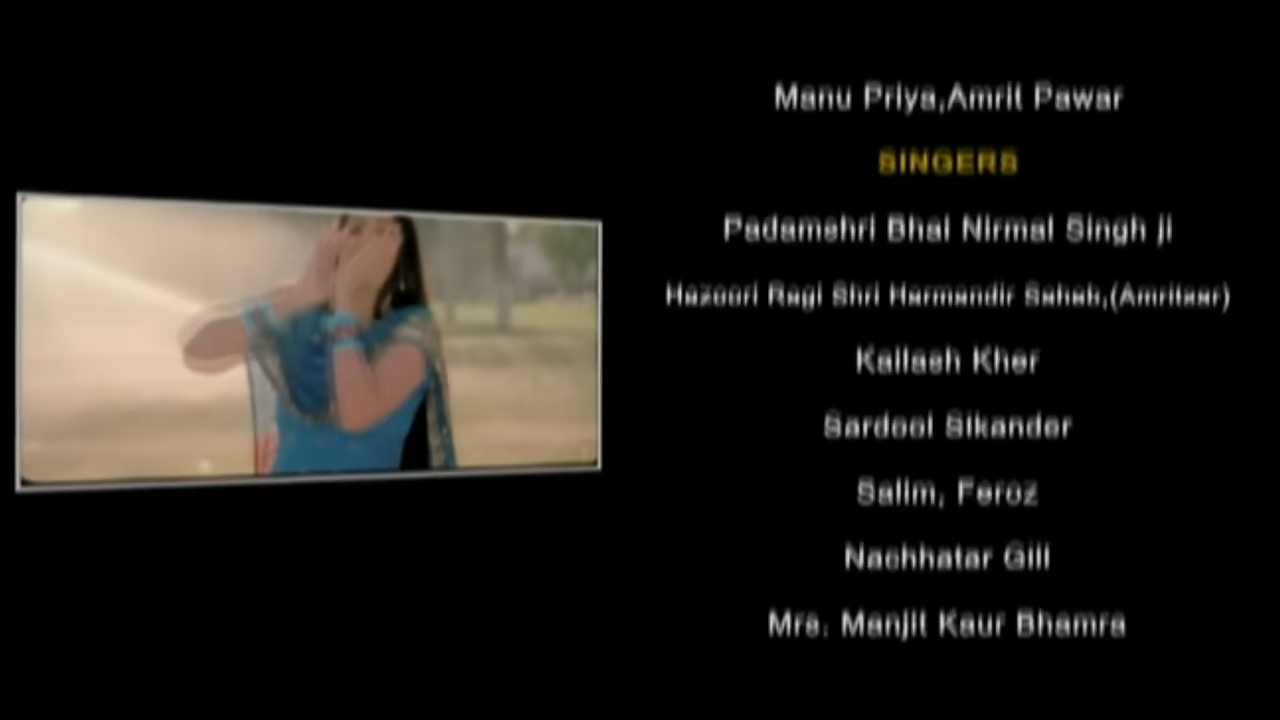 Manu Priya,Amrit Pawar
SINGERS
Padamshri Bhai Nirmal Singh ji
Hazoori Ragi Shri Harmandir Saheb,(Amritsar)
Kailash Kher
Sardool Sikander
Salim, Feroz
Nachhatar Gill
Mrs. Manjit Kaur Bhamra